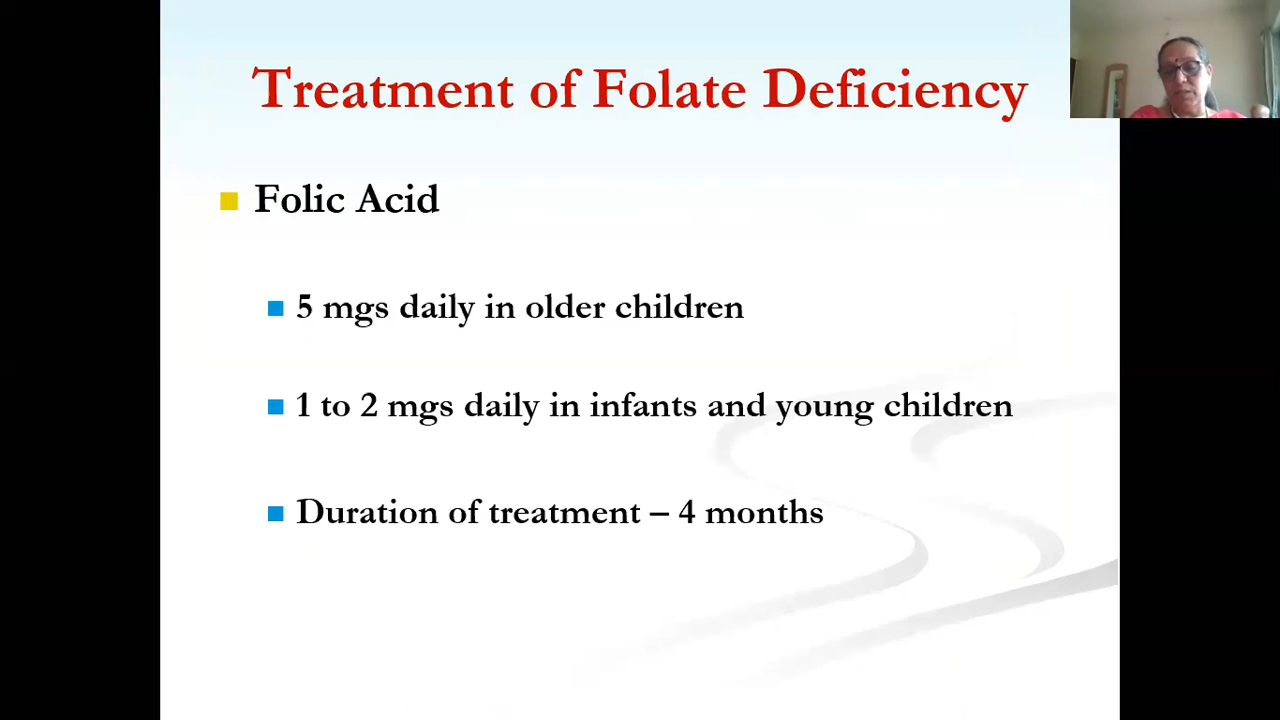 Treatment of Folate Deficiency
Folic Acid
5 mgs daily in older children
1 to 2 mgs daily in infants and young children
Duration of treatment – 4 months